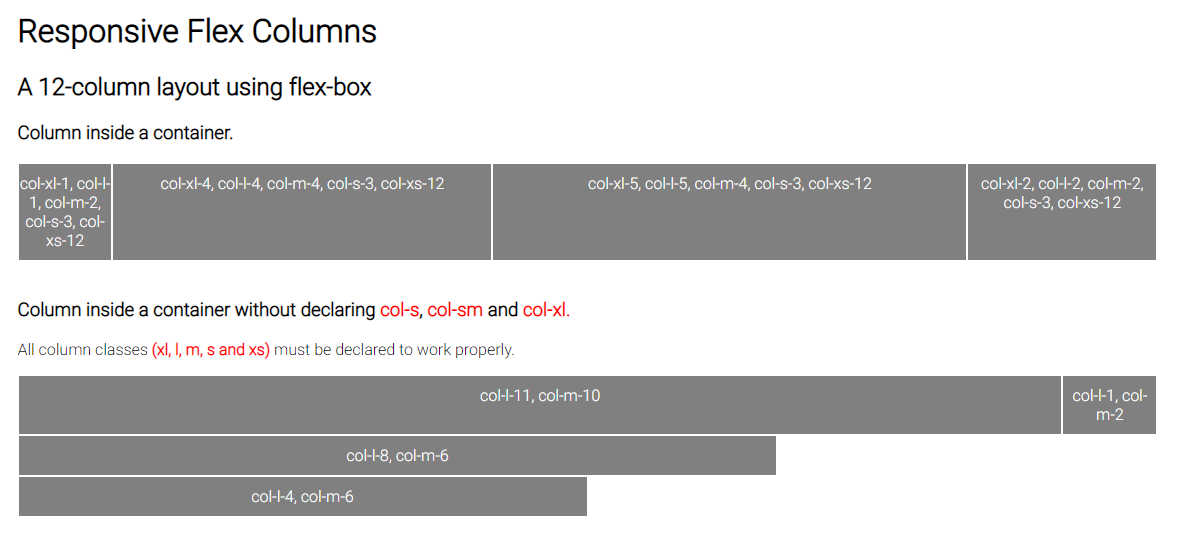 Responsive Flex Columns
A 12-column layout using flex-box
Column inside a container.
col-xl-1, col-l-
1, col-m-2,
col-s-3, col-
xs-12
col-xl-4, col-l-4, col-m-4, col-s-3, col-xs-12
col-xl-5, col-l-5, col-m-4, col-s-3, col-xs-12
col-xl-2, col-l-2, col-m-2,
col-s-3, col-xs-12
Column inside a container without declaring col-s, col-sm and col-xl.
All column classes (xl, l, m, s and xs) must be declared to work properly.
col-l-11, col-m-10
col-l-1, col-
m-2
col-l-8, col-m-6
col-l-4, col-m-6